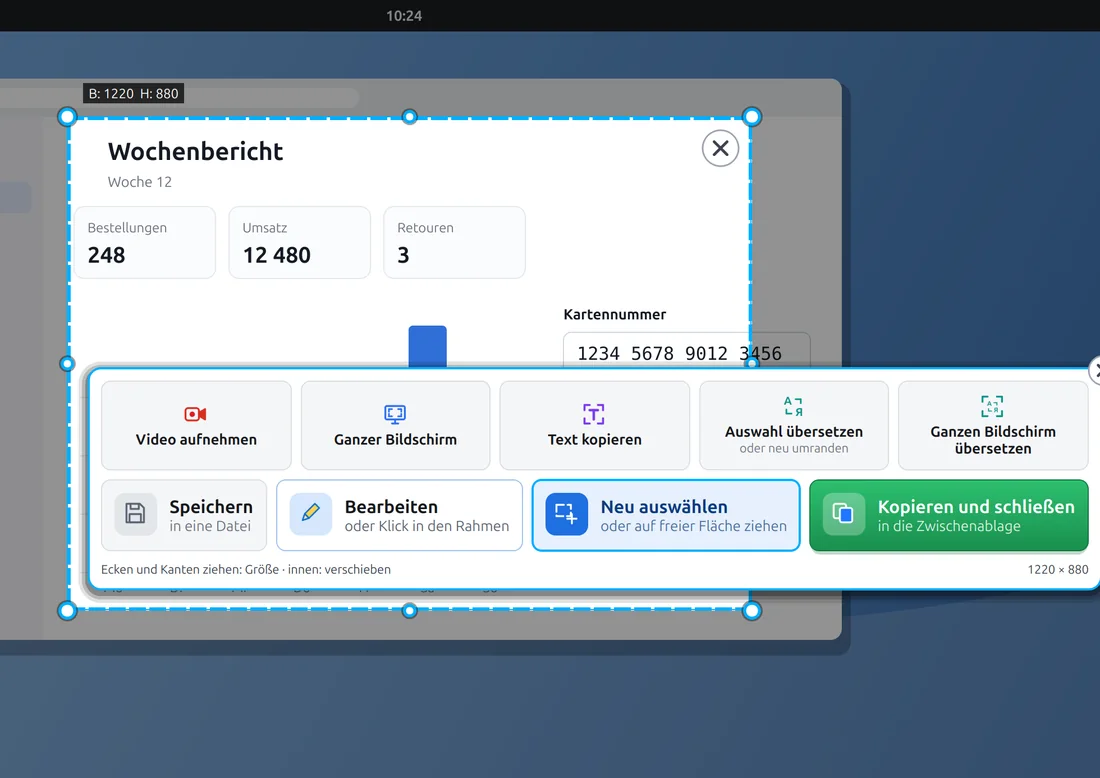 10:24
B: 1220 H: 880
Wochenbericht
Woche 12
Bestellungen
248
Umsatz
12 480
Retouren
3
Kartennummer
1234 5678 9012 3456
Video aufnehmen
Ganzer Bildschirm
Text kopieren
Auswahl übersetzen
oder neu umranden
Ganzen Bildschirm
übersetzen
Speichern
in eine Datei
Bearbeiten
oder Klick in den Rahmen
Neu auswählen
oder auf freier Fläche ziehen
Kopieren und schließen
in die Zwischenablage
Ecken und Kanten ziehen: Größe · innen: verschieben
1220 × 880